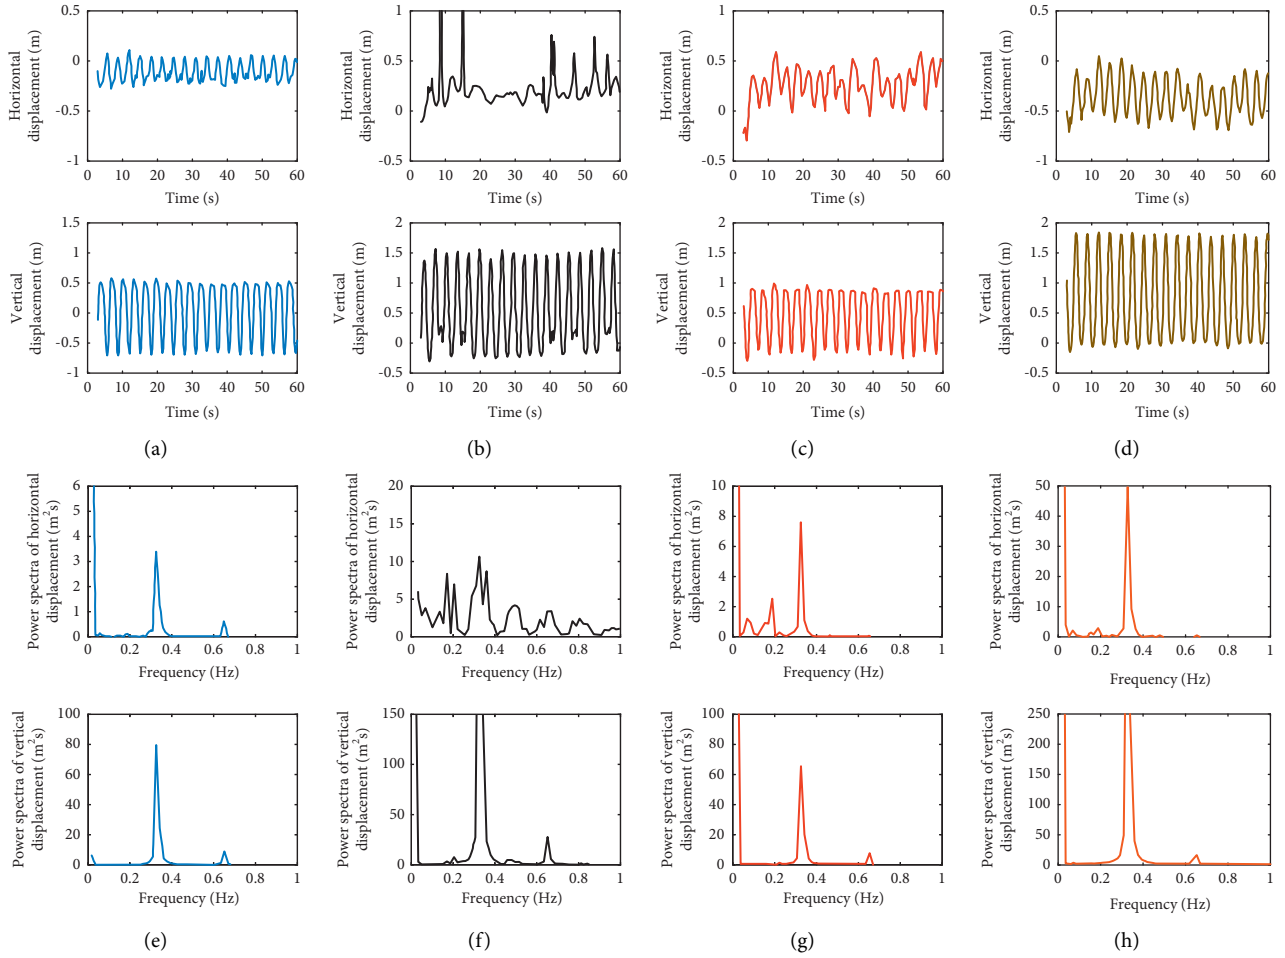 Horizontal
displacement (m)
0.5
0
-0.5
-1
0 10 20 30 40 50 60
Time (s)
Horizontal
displacement (m)
1
0.5
0
-0.5
0 10 20 30 40 50 60
Time (s)
Horizontal
displacement (m)
1
0.5
0
0.5
0 10 20 30 40 50 60
Time (s)
Horizontal
displacement (m)
0
-0.5
-1
0 10 20 30 40 50 60
Time (s)
Vertical
displacement (m)
1.5
1
0.5
0
-0.5
-1
0 10 20 30 40 50 60
Time (s)
(a)
Vertical
displacement (m)
2
1.5
1
0.5
0
-0.5
0 10 20 30 40 50 60
Time (s)
(b)
Vertical
displacement (m)
2
1.5
1
0.5
0
-0.5
0 10 20 30 40 50 60
Time (s)
(c)
Vertical
displacement (m)
2
1.5
1
0.5
0
-0.5
0 10 20 30 40 50 60
Time (s)
(d)
Power spectra of horizontal
displacement (m²s)
6
5
4
3
2
1
0
0 0.2 0.4 0.6 0.8 1
Frequency (Hz)
Power spectra of horizontal
displacement (m²s)
20
15
10
5
0
0 0.2 0.4 0.6 0.8 1
Frequency (Hz)
Power spectra of horizontal
displacement (m²s)
10
8
6
4
2
0
0 0.2 0.4 0.6 0.8 1
Frequency (Hz)
Power spectra of horizontal
displacement (m²s)
50
40
30
20
10
0
0 0.2 0.4 0.6 0.8 1
Frequency (Hz)
Power spectra of vertical
displacement (m²s)
100
80
60
40
20
0
0 0.2 0.4 0.6 0.8 1
Frequency (Hz)
(e)
Power spectra of vertical
displacement (m²s)
150
100
50
0
0 0.2 0.4 0.6 0.8 1
Frequency (Hz)
(f)
Power spectra of vertical
displacement (m²s)
100
80
60
40
20
0
0 0.2 0.4 0.6 0.8 1
Frequency (Hz)
(g)
Power spectra of vertical
displacement (m²s)
250
200
150
100
50
0
0 0.2 0.4 0.6 0.8 1
Frequency (Hz)
(h)